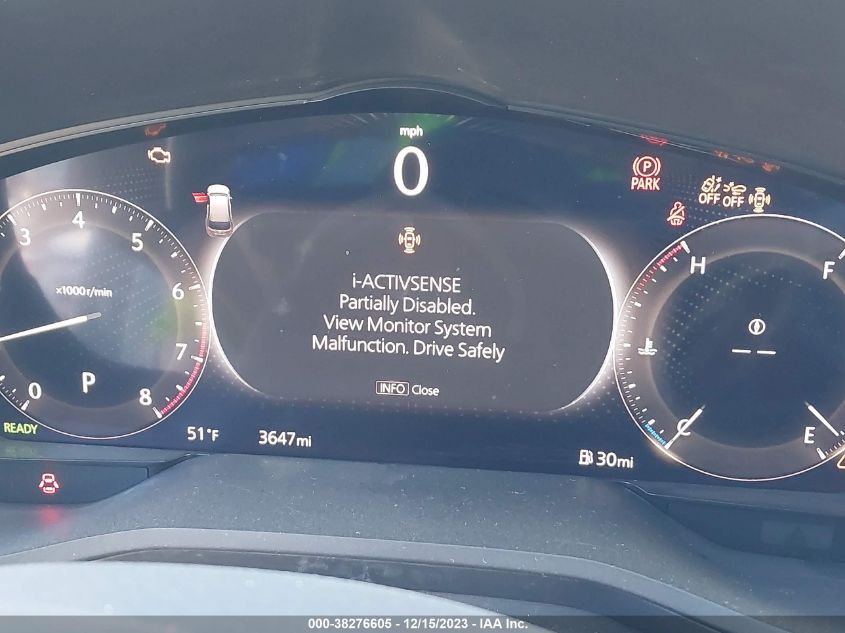 mph
0
PARK
OFF OFF
3 4 5 6 7 8 0
x1000 r/min
P
i-ACTIVSENSE
Partially Disabled.
View Monitor System
Malfunction. Drive Safely
INFO Close
H F
— —
C E
READY
51°F 3647mi 30mi
000-38276605 - 12/15/2023 - IAA Inc.